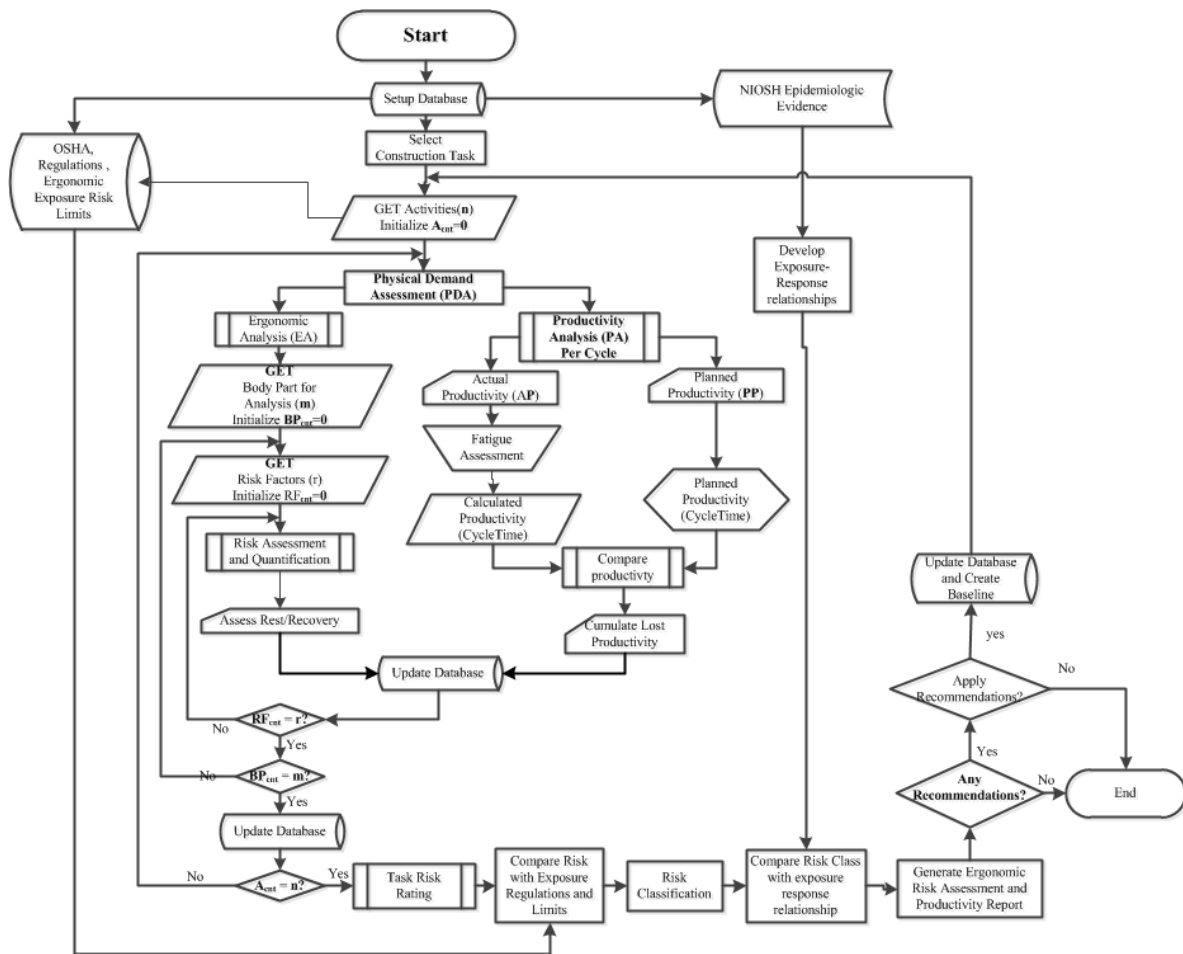 Start
Setup Database
NIOSH Epidemiologic
Evidence
OSHA,
Regulations ,
Ergonomic
Exposure Risk
Limits
Select
Construction Task
GET Activities(n)
Initialize Acnt=0
Develop
Exposure-
Response
relationships
Physical Demand
Assessment (PDA)
Ergonomic
Analysis (EA)
Productivity
Analysis (PA)
Per Cycle
GET
Body Part for
Analysis (m)
Initialize BPcnt=0
Actual
Productivity (AP)
Planned
Productivity (PP)
Fatigue
Assessment
GET
Risk Factors (r)
Initialize RFcnt=0
Calculated
Productivity
(CycleTime)
Planned
Productivity
(CycleTime)
Risk Assessment
and Quantification
Compare
productivty
Update Database
and Create
Baseline
Assess Rest/Recovery
Cumulate Lost
Productivity
yes
Update Database
Apply
Recommendations?
No
RFcnt = r?
No
Yes
BPcnt = m?
No
Yes
Yes
Any
Recommendations?
No
End
Update Database
Acnt = n?
No
Yes
Task Risk
Rating
Compare Risk
with Exposure
Regulations and
Limits
Risk
Classification
Compare Risk Class
with exposure
response
relationship
Generate Ergonomic
Risk Assessment and
Productivity Report